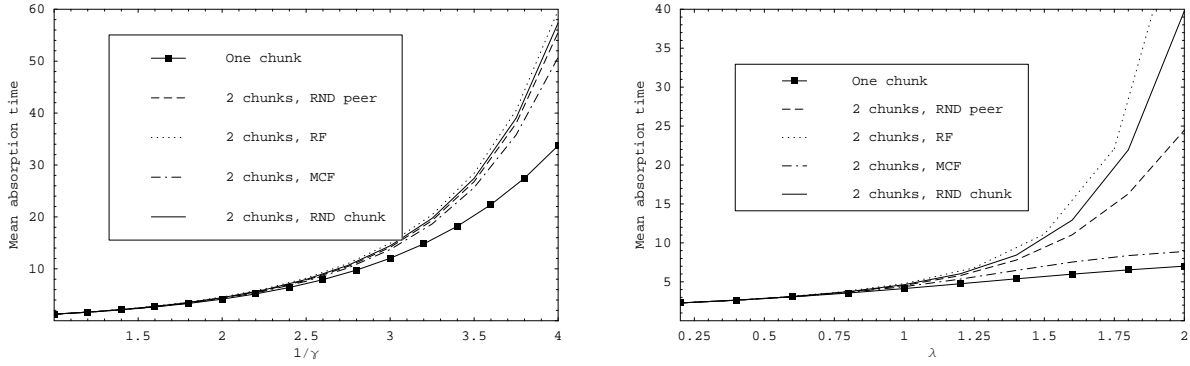 60
50
40
30
20
10
1.5
2
2.5
3
3.5
4
Mean absorption time
1/γ
One chunk
2 chunks, RND peer
2 chunks, RF
2 chunks, MCF
2 chunks, RND chunk
40
35
30
25
20
15
10
5
0.25
0.5
0.75
1
1.25
1.5
1.75
2
Mean absorption time
λ
One chunk
2 chunks, RND peer
2 chunks, RF
2 chunks, MCF
2 chunks, RND chunk